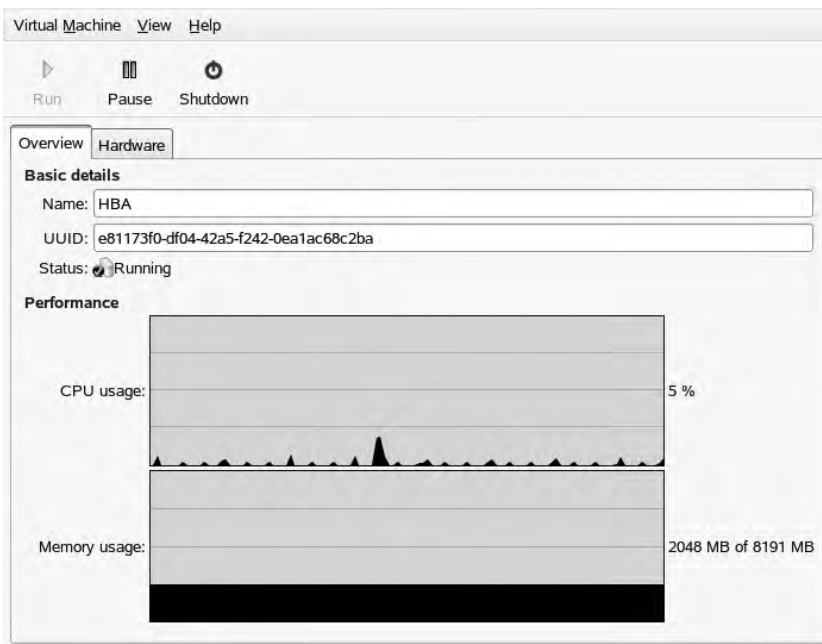 Virtual Machine View Help
Run Pause Shutdown
Overview Hardware
Basic details
Name: HBA
UUID: e81173f0-df04-42a5-f242-0ea1ac68c2ba
Status: Running
Performance
CPU usage: 5 %
Memory usage: 2048 MB of 8191 MB